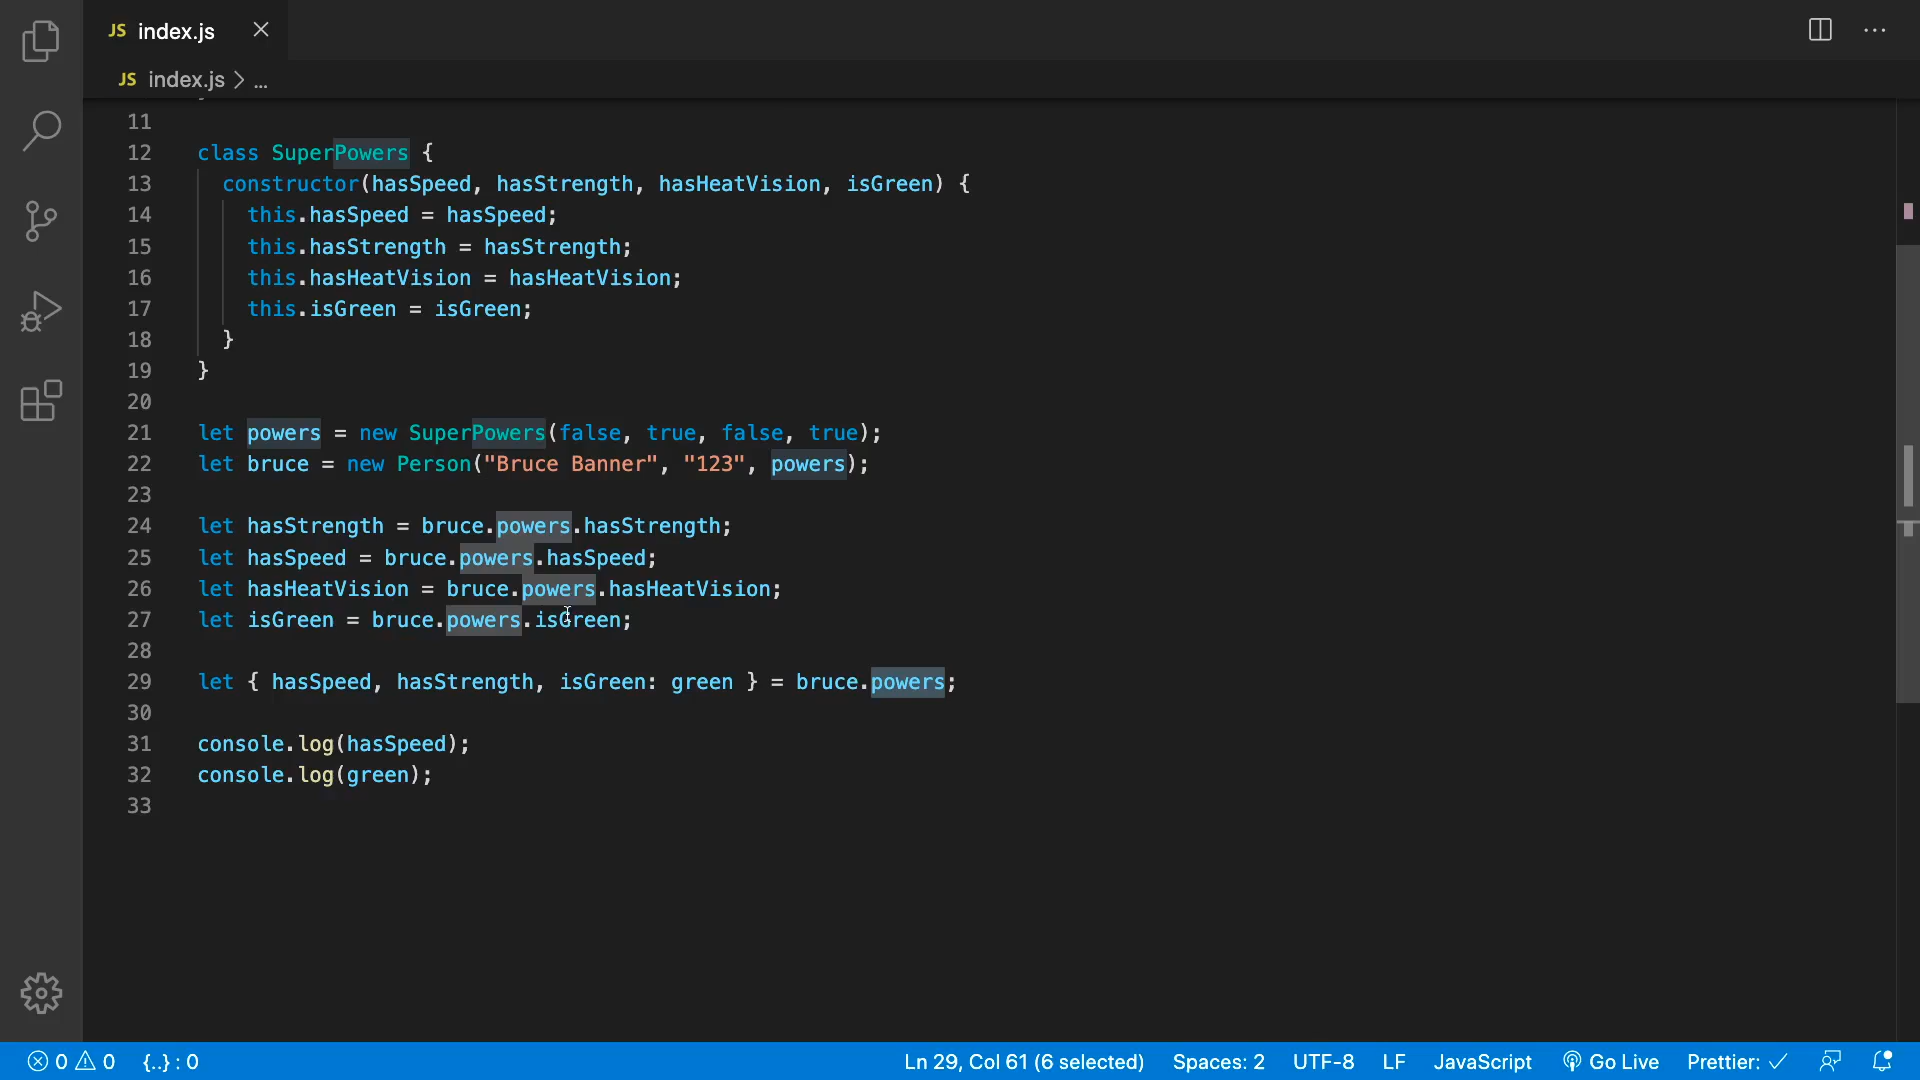 JS index.js
JS index.js > ...
11
12 class SuperPowers {
13 constructor(hasSpeed, hasStrength, hasHeatVision, isGreen) {
14 this.hasSpeed = hasSpeed;
15 this.hasStrength = hasStrength;
16 this.hasHeatVision = hasHeatVision;
17 this.isGreen = isGreen;
18 }
19 }
20
21 let powers = new SuperPowers(false, true, false, true);
22 let bruce = new Person("Bruce Banner", "123", powers);
23
24 let hasStrength = bruce.powers.hasStrength;
25 let hasSpeed = bruce.powers.hasSpeed;
26 let hasHeatVision = bruce.powers.hasHeatVision;
27 let isGreen = bruce.powers.isGreen;
28
29 let { hasSpeed, hasStrength, isGreen: green } = bruce.powers;
30
31 console.log(hasSpeed);
32 console.log(green);
33
0 0 {..} : 0 Ln 29, Col 61 (6 selected) Spaces: 2 UTF-8 LF JavaScript Go Live Prettier: ✓